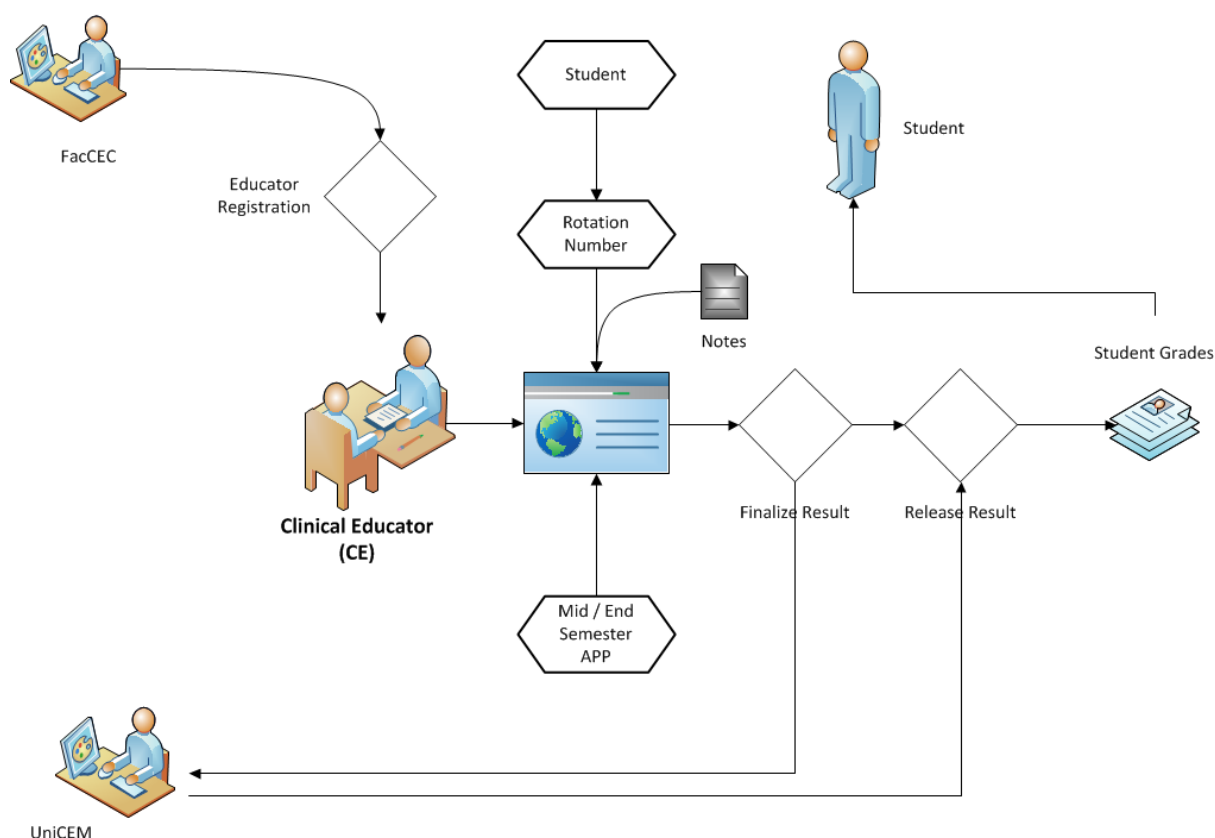 Student
FacCEC
Student
Educator
Registration
Rotation
Number
Notes
Student Grades
Finalize Result
Release Result
Clinical Educator
(CE)
Mid / End
Semester
APP
UniCEM